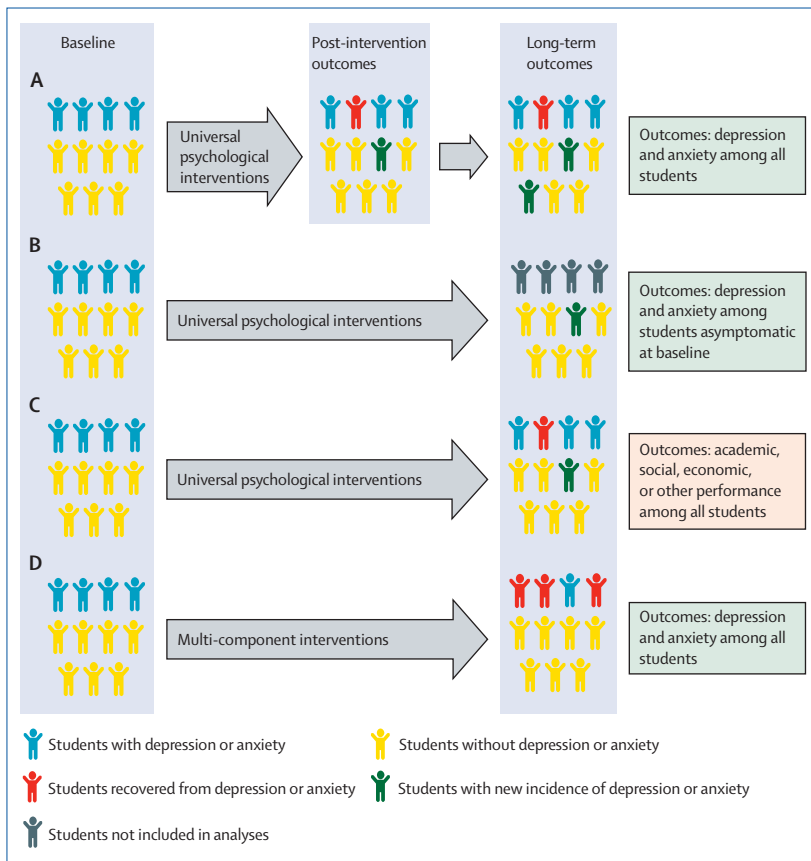 Baseline
Post-intervention
outcomes
Long-term
outcomes
A
Universal
psychological
interventions
Outcomes: depression
and anxiety among all
students
B
Universal psychological interventions
Outcomes: depression
and anxiety among
students asymptomatic
at baseline
C
Universal psychological interventions
Outcomes: academic,
social, economic,
or other performance
among all students
D
Multi-component interventions
Outcomes: depression
and anxiety among all
students
Students with depression or anxiety
Students without depression or anxiety
Students recovered from depression or anxiety
Students with new incidence of depression or anxiety
Students not included in analyses